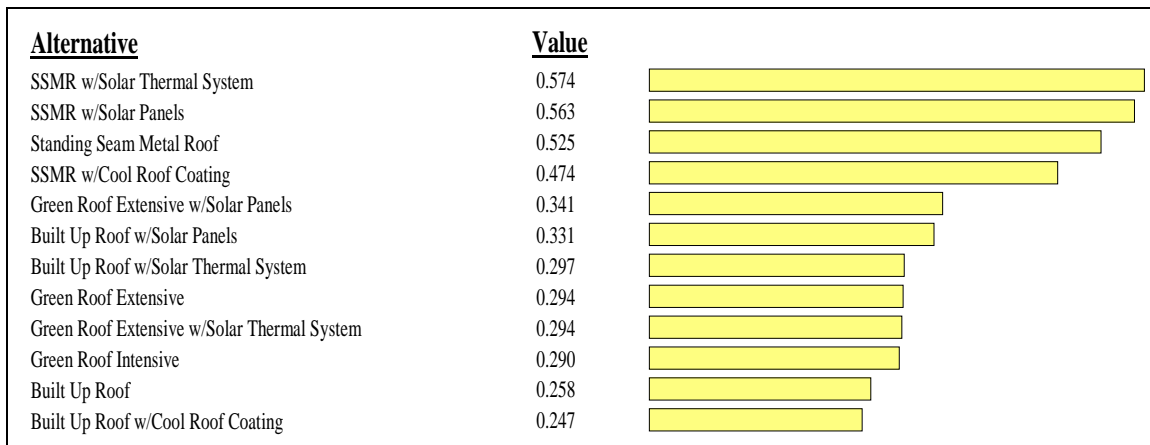 Alternative Value
SSMR w/Solar Thermal System 0.574
SSMR w/Solar Panels 0.563
Standing Seam Metal Roof 0.525
SSMR w/Cool Roof Coating 0.474
Green Roof Extensive w/Solar Panels 0.341
Built Up Roof w/Solar Panels 0.331
Built Up Roof w/Solar Thermal System 0.297
Green Roof Extensive 0.294
Green Roof Extensive w/Solar Thermal System 0.294
Green Roof Intensive 0.290
Built Up Roof 0.258
Built Up Roof w/Cool Roof Coating 0.247